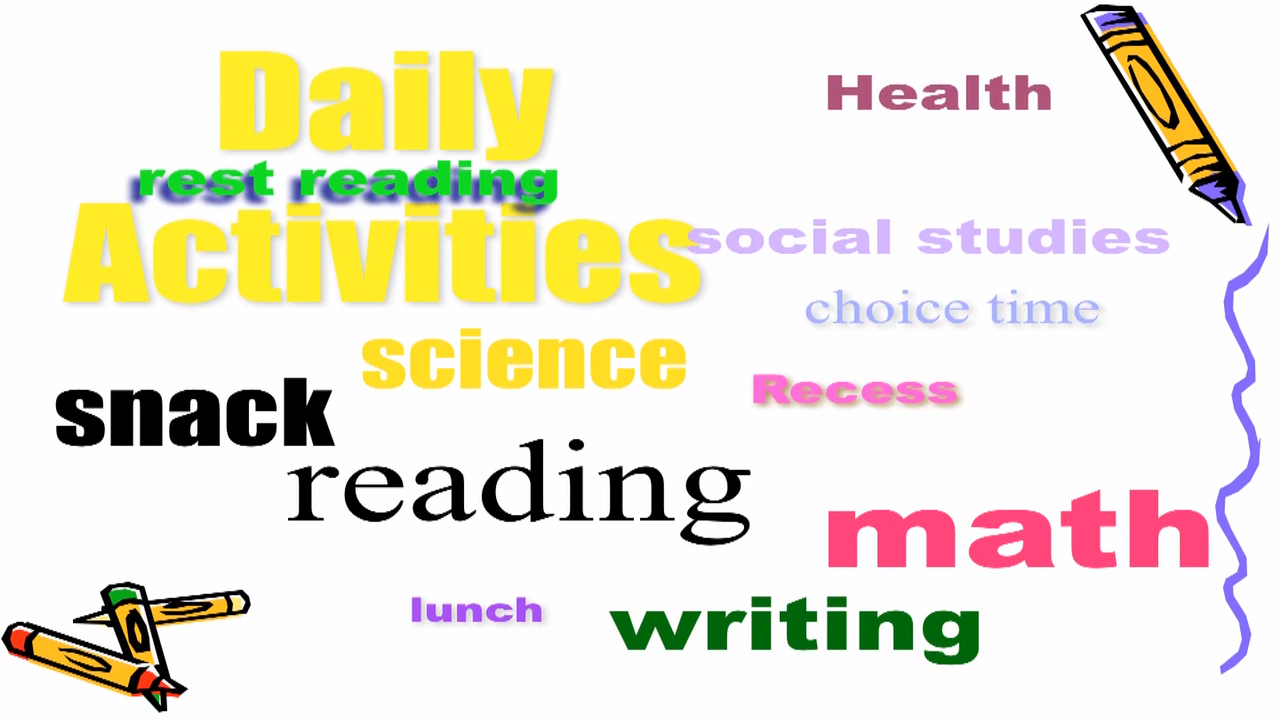 Daily
rest reading
Activities
Health
social studies
choice time
science
Recess
snack
reading
math
lunch
writing